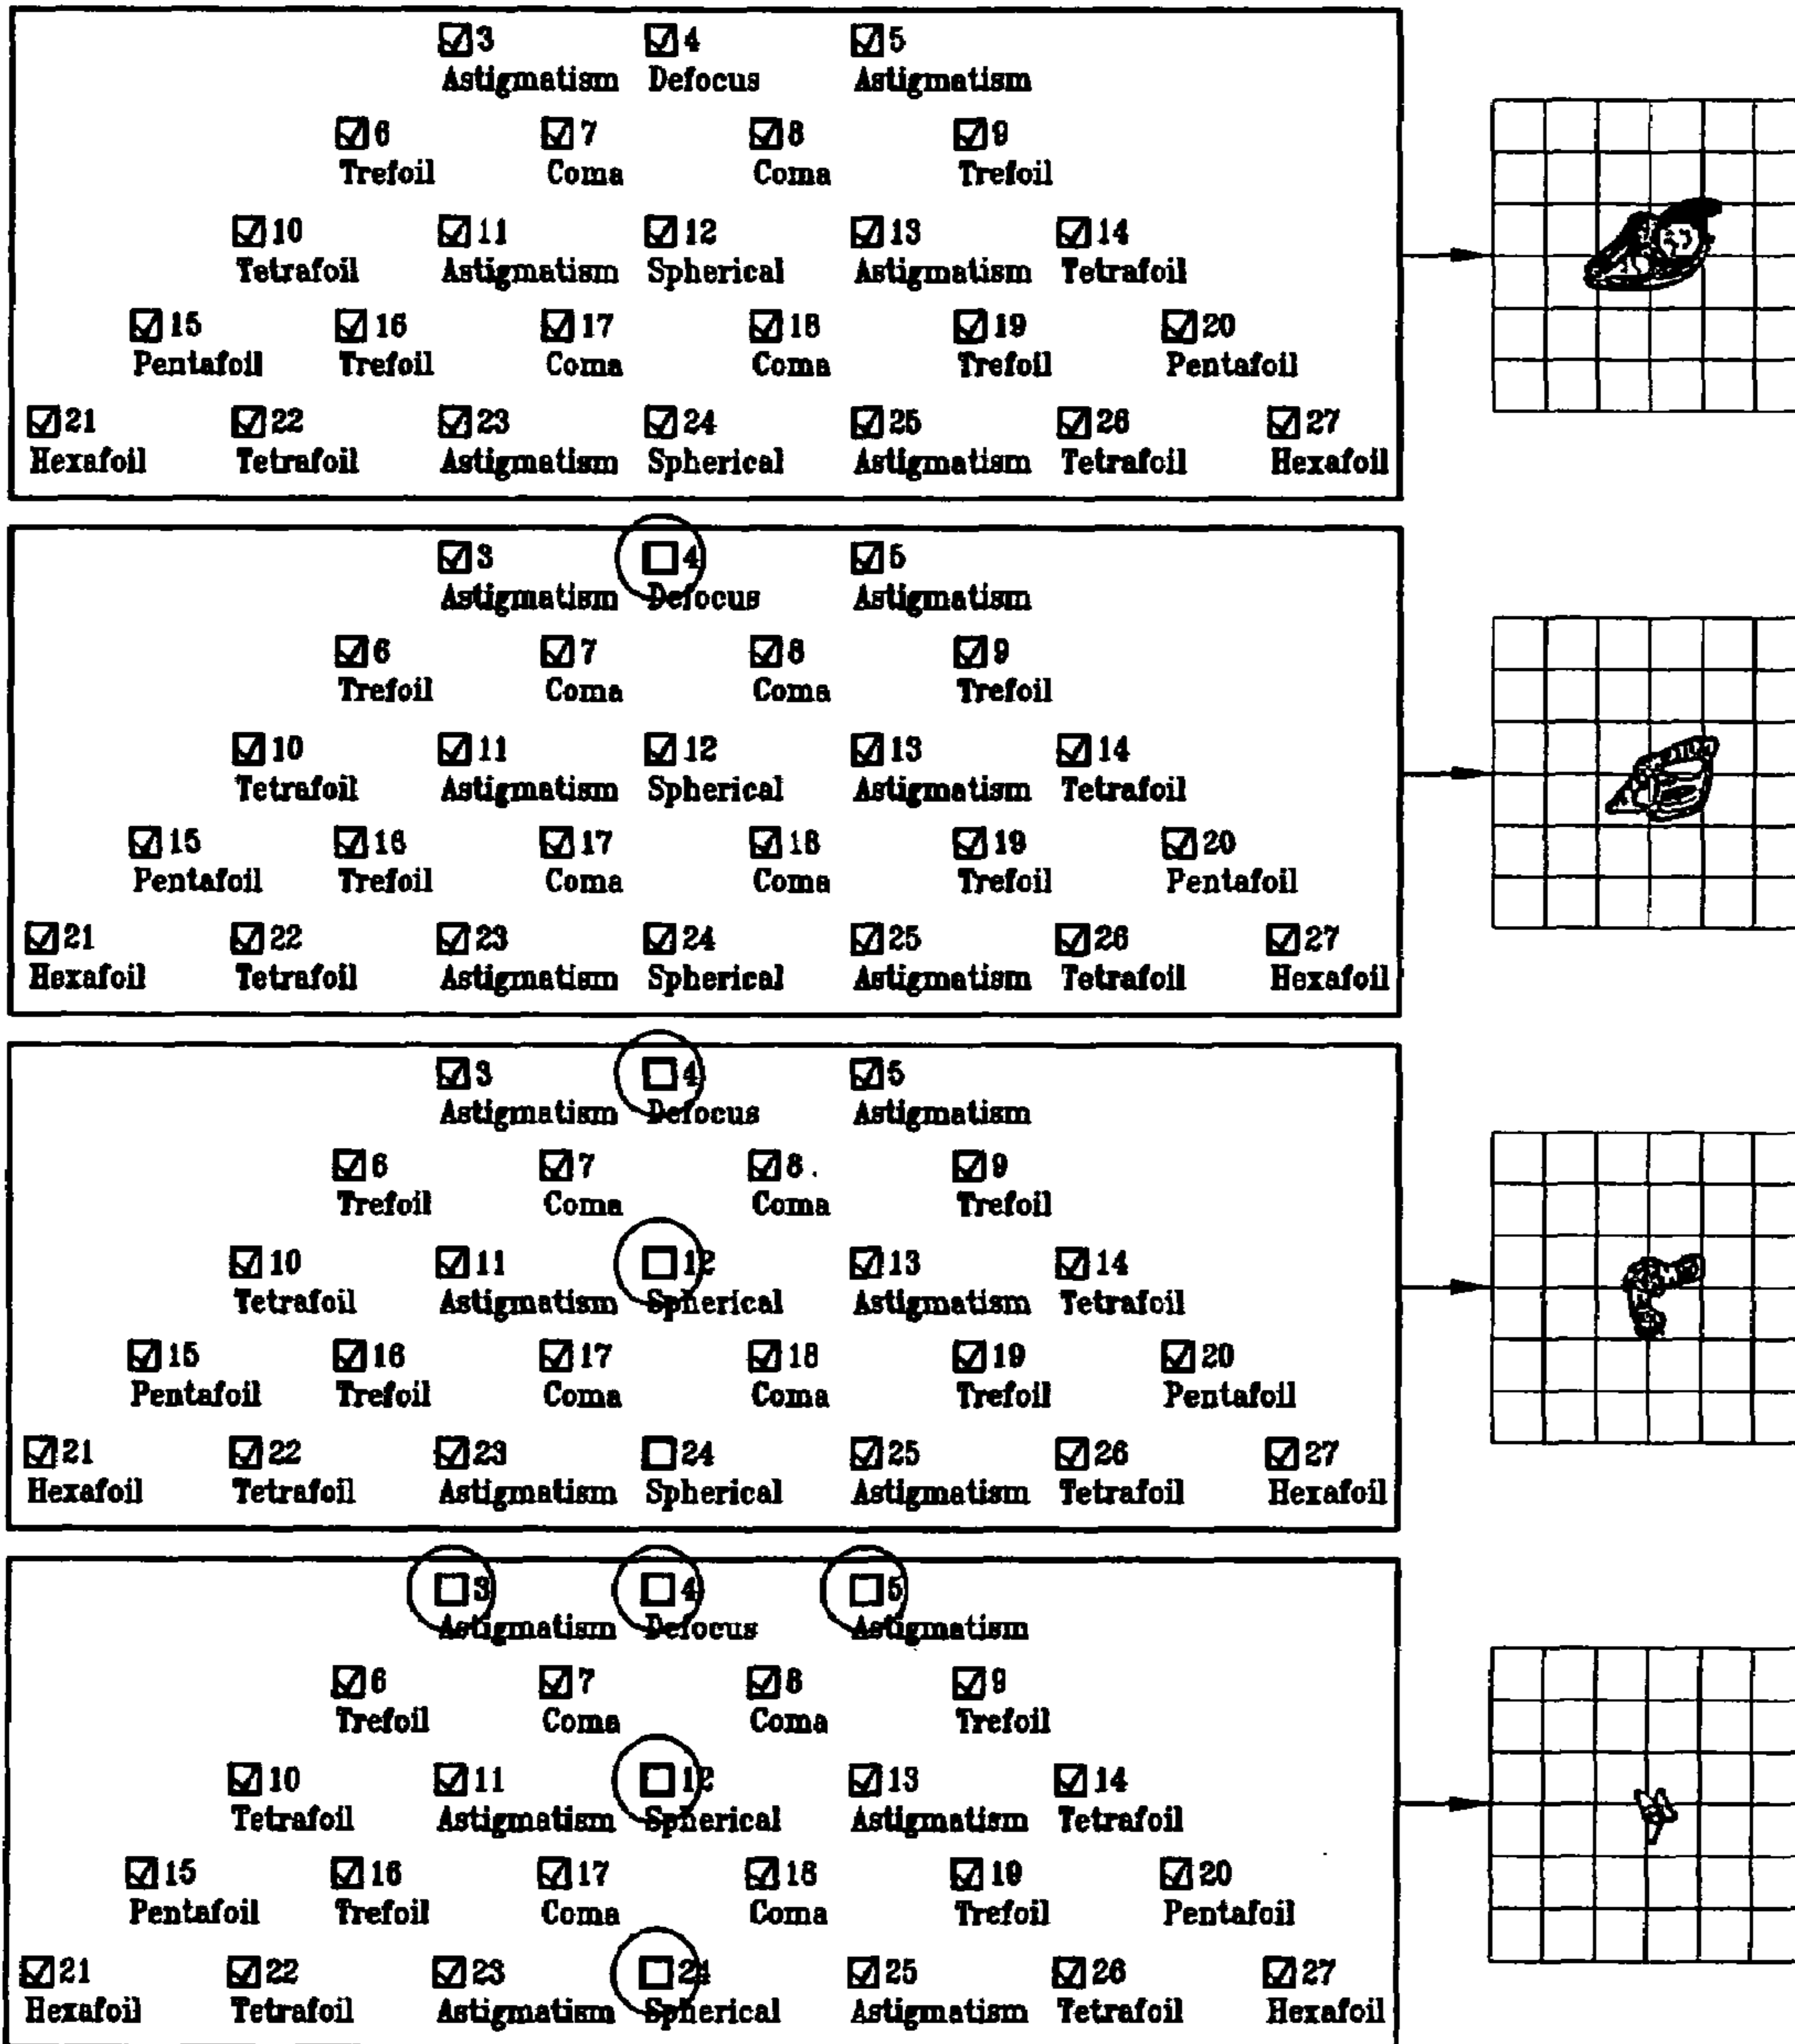 3 4 5
Astigmatism Defocus Astigmatism
6 7 8 9
Trefoil Coma Coma Trefoil
10 11 12 13 14
Tetrafoil Astigmatism Spherical Astigmatism Tetrafoil
15 16 17 18 19 20
Pentafoil Trefoil Coma Coma Trefoil Pentafoil
21 22 23 24 25 26 27
Hexafoil Tetrafoil Astigmatism Spherical Astigmatism Tetrafoil Hexafoil
3 4 5
Astigmatism Defocus Astigmatism
6 7 8 9
Trefoil Coma Coma Trefoil
10 11 12 13 14
Tetrafoil Astigmatism Spherical Astigmatism Tetrafoil
15 16 17 18 19 20
Pentafoil Trefoil Coma Coma Trefoil Pentafoil
21 22 23 24 25 26 27
Hexafoil Tetrafoil Astigmatism Spherical Astigmatism Tetrafoil Hexafoil
3 4 5
Astigmatism Defocus Astigmatism
6 7 8 9
Trefoil Coma Coma Trefoil
10 11 12 13 14
Tetrafoil Astigmatism Spherical Astigmatism Tetrafoil
15 16 17 18 19 20
Pentafoil Trefoil Coma Coma Trefoil Pentafoil
21 22 23 24 25 26 27
Hexafoil Tetrafoil Astigmatism Spherical Astigmatism Tetrafoil Hexafoil
3 4 5
Astigmatism Defocus Astigmatism
6 7 8 9
Trefoil Coma Coma Trefoil
10 11 12 13 14
Tetrafoil Astigmatism Spherical Astigmatism Tetrafoil
15 16 17 18 19 20
Pentafoil Trefoil Coma Coma Trefoil Pentafoil
21 22 23 24 25 26 27
Hexafoil Tetrafoil Astigmatism Spherical Astigmatism Tetrafoil Hexafoil